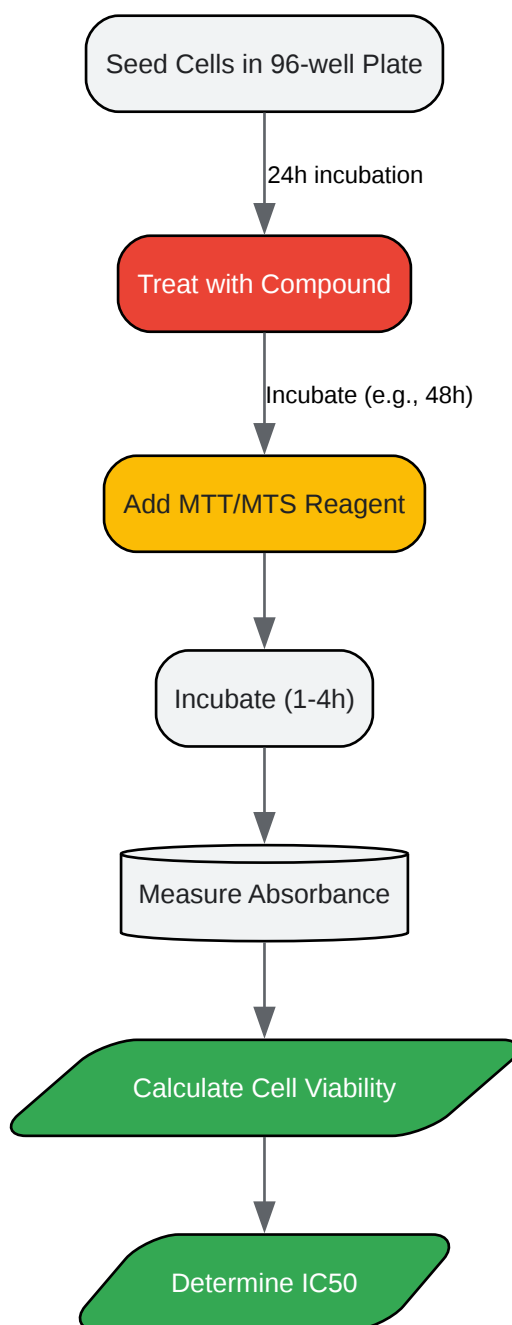 Seed Cells in 96-well Plate
24h incubation
Treat with Compound
Incubate (e.g., 48h)
Add MTT/MTS Reagent
Incubate (1-4h)
Measure Absorbance
Calculate Cell Viability
Determine IC50